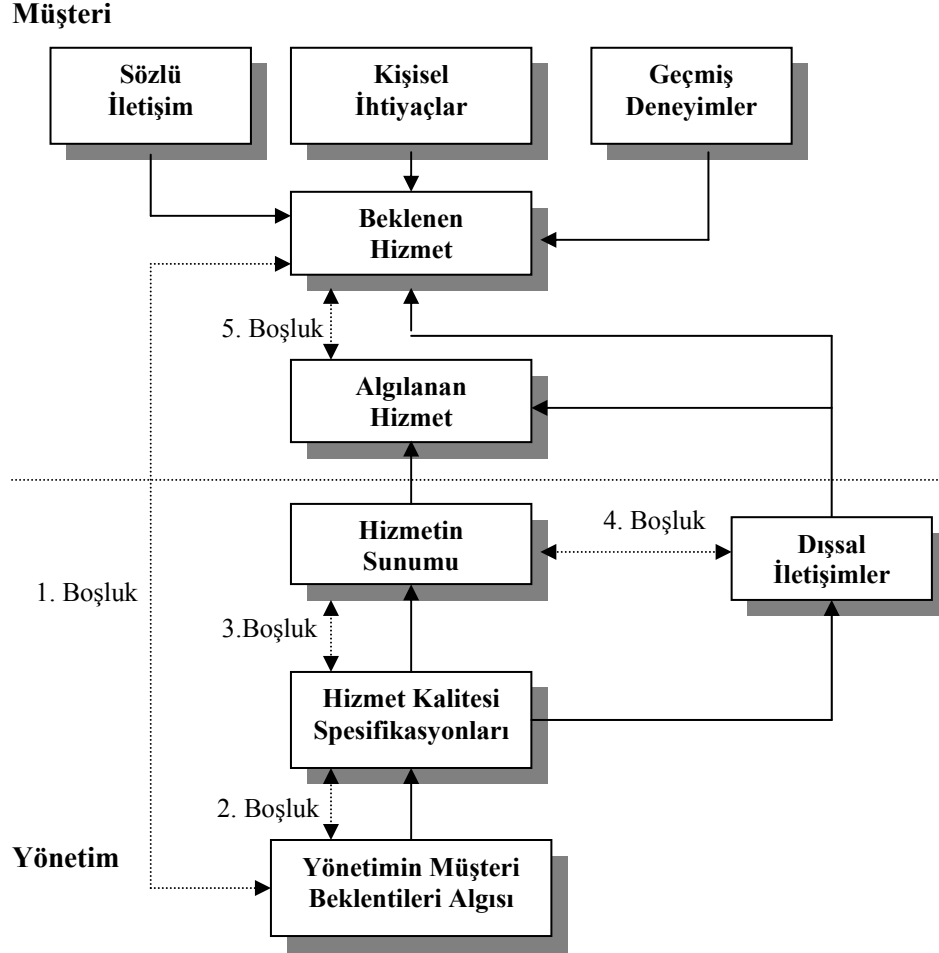 Müşteri
Sözlü
İletişim
Kişisel
İhtiyaçlar
Geçmiş
Deneyimler
Beklenen
Hizmet
5. Boşluk
Algılanan
Hizmet
Hizmetin
Sunumu
4. Boşluk
Dışsal
İletişimler
1. Boşluk
3.Boşluk
Hizmet Kalitesi
Spesifikasyonları
2. Boşluk
Yönetim
Yönetimin Müşteri
Beklentileri Algısı